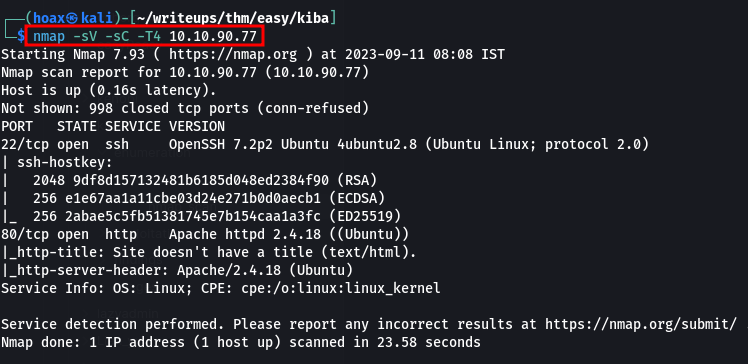 (hoax㉿kali)-[~/writeups/thm/easy/kiba]
$ nmap -sV -sC -T4 10.10.90.77
Starting Nmap 7.93 ( https://nmap.org ) at 2023-09-11 08:08 IST
Nmap scan report for 10.10.90.77 (10.10.90.77)
Host is up (0.16s latency).
Not shown: 998 closed tcp ports (conn-refused)
PORT   STATE SERVICE VERSION
22/tcp open  ssh     OpenSSH 7.2p2 Ubuntu 4ubuntu2.8 (Ubuntu Linux; protocol 2.0)
| ssh-hostkey:
|   2048 9df8d157132481b6185d048ed2384f90 (RSA)
|   256 e1e67aa1a11cbe03d24e271b0d0aecb1 (ECDSA)
|_  256 2abae5c5fb51381745e7b154caa1a3fc (ED25519)
80/tcp open  http    Apache httpd 2.4.18 ((Ubuntu))
|_http-title: Site doesn't have a title (text/html).
|_http-server-header: Apache/2.4.18 (Ubuntu)
Service Info: OS: Linux; CPE: cpe:/o:linux:linux_kernel

Service detection performed. Please report any incorrect results at https://nmap.org/submit/
Nmap done: 1 IP address (1 host up) scanned in 23.58 seconds